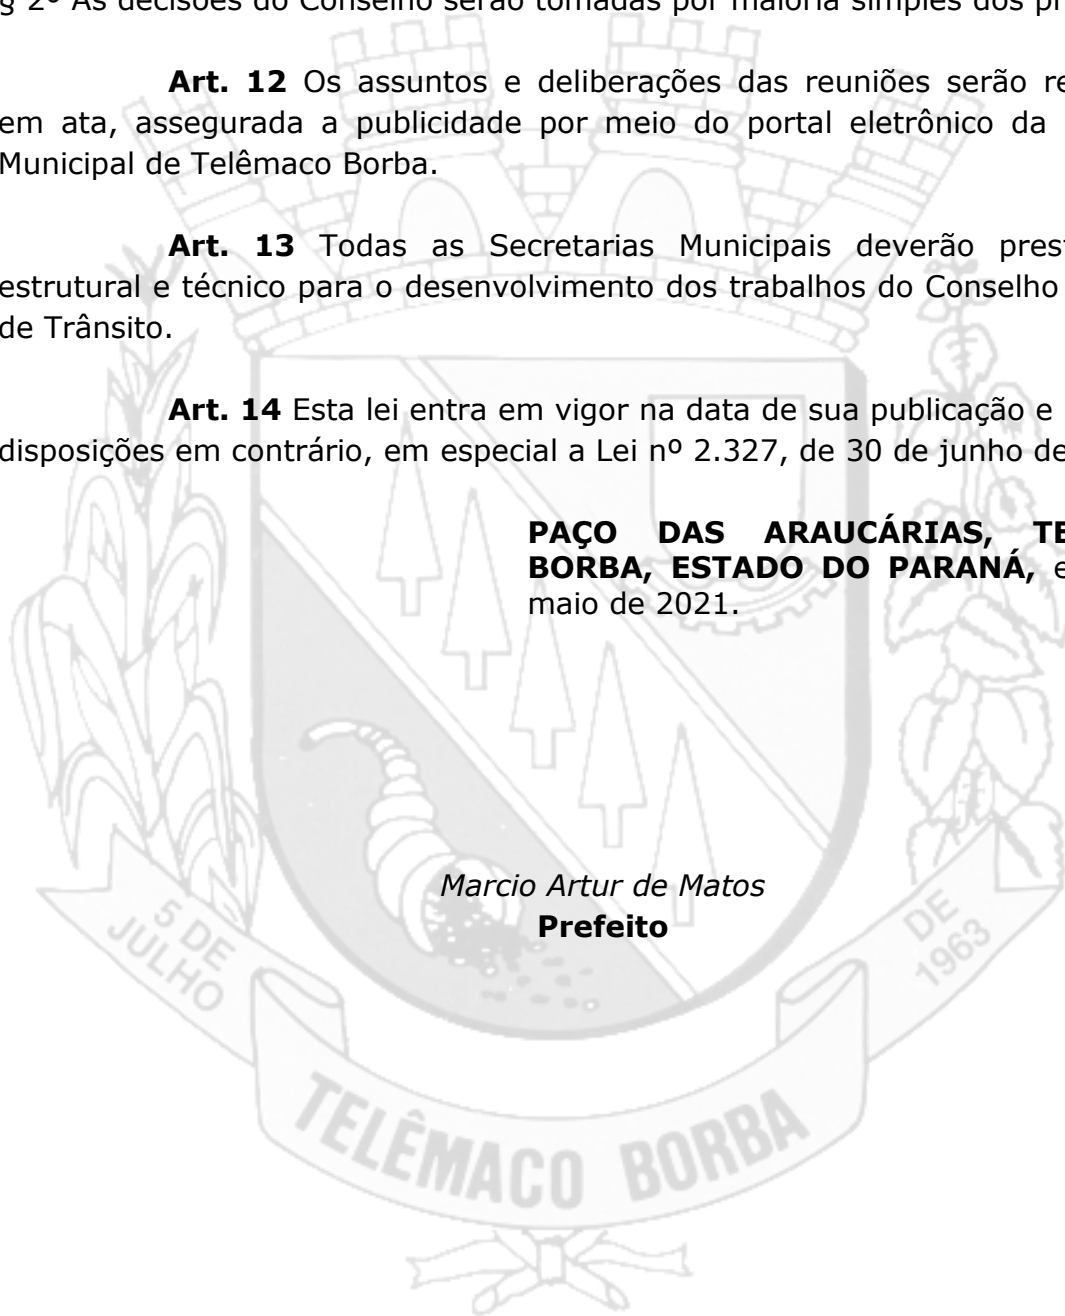 § 2º As decisões do Conselho serão tomadas por maioria simples dos pr
Art. 12 Os assuntos e deliberações das reuniões serão re
em ata, assegurada a publicidade por meio do portal eletrônico da
Municipal de Telêmaco Borba.
Art. 13 Todas as Secretarias Municipais deverão prest
estrutural e técnico para o desenvolvimento dos trabalhos do Conselho
de Trânsito.
Art. 14 Esta lei entra em vigor na data de sua publicação e
disposições em contrário, em especial a Lei nº 2.327, de 30 de junho de
PAÇO DAS ARAUCÁRIAS, TE
BORBA, ESTADO DO PARANÁ, e
maio de 2021.
Marcio Artur de Matos
Prefeito
5 DE
JULHO
DE
1963
TELÊMACO BORBA